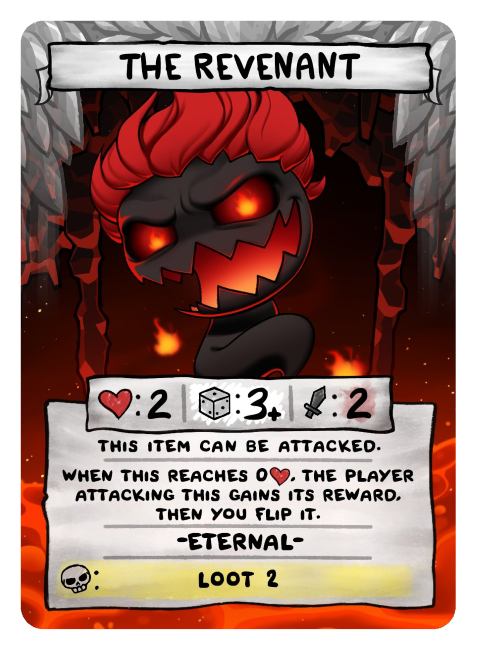 THE REVENANT
:2 :3+ :2
THIS ITEM CAN BE ATTACKED.
WHEN THIS REACHES 0❤, THE PLAYER
ATTACKING THIS GAINS ITS REWARD.
THEN YOU FLIP IT.
-ETERNAL-
: LOOT 2